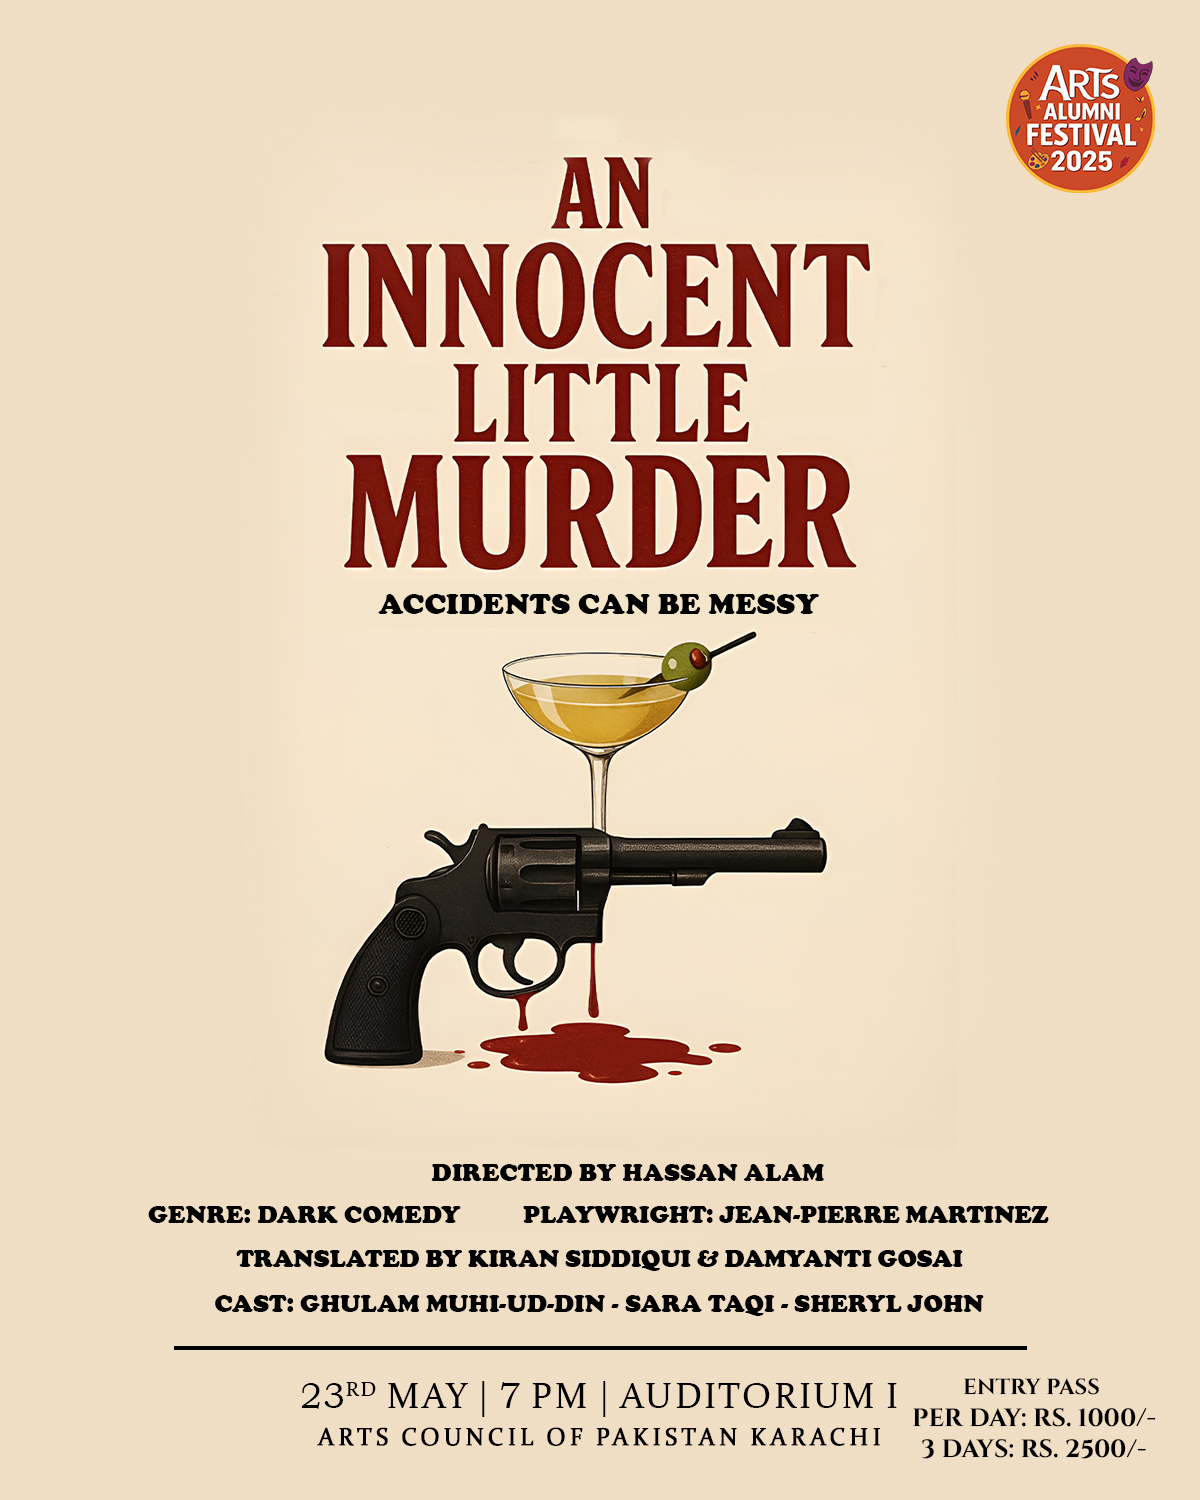 ARTS
ALUMNI
FESTIVAL
2025
AN
INNOCENT
LITTLE
MURDER
ACCIDENTS CAN BE MESSY
DIRECTED BY HASSAN ALAM
GENRE: DARK COMEDY PLAYWRIGHT: JEAN-PIERRE MARTINEZ
TRANSLATED BY KIRAN SIDDIQUI & DAMYANTI GOSAI
CAST: GHULAM MUHI-UD-DIN - SARA TAQI - SHERYL JOHN
23RD MAY | 7 PM | AUDITORIUM I
ARTS COUNCIL OF PAKISTAN KARACHI
ENTRY PASS
PER DAY: RS. 1000/-
3 DAYS: RS. 2500/-